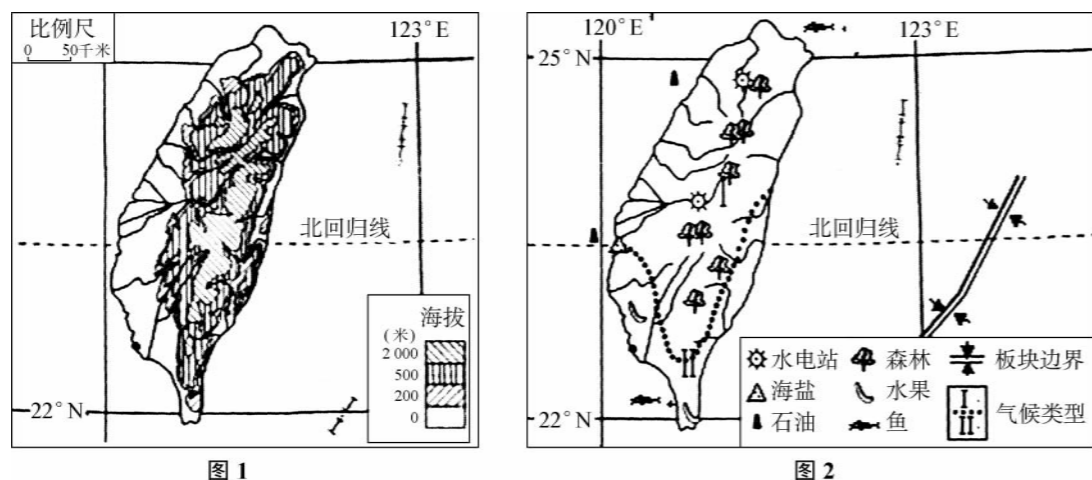 比例尺
0 50千米
123°E
北回归线
22°N
海拔
(米)
2 000
500
200
0
图1
120°E
123°E
25°N
北回归线
22°N
I
II
水电站
森林
板块边界
海盐
水果
I
II
气候类型
石油
鱼
图2